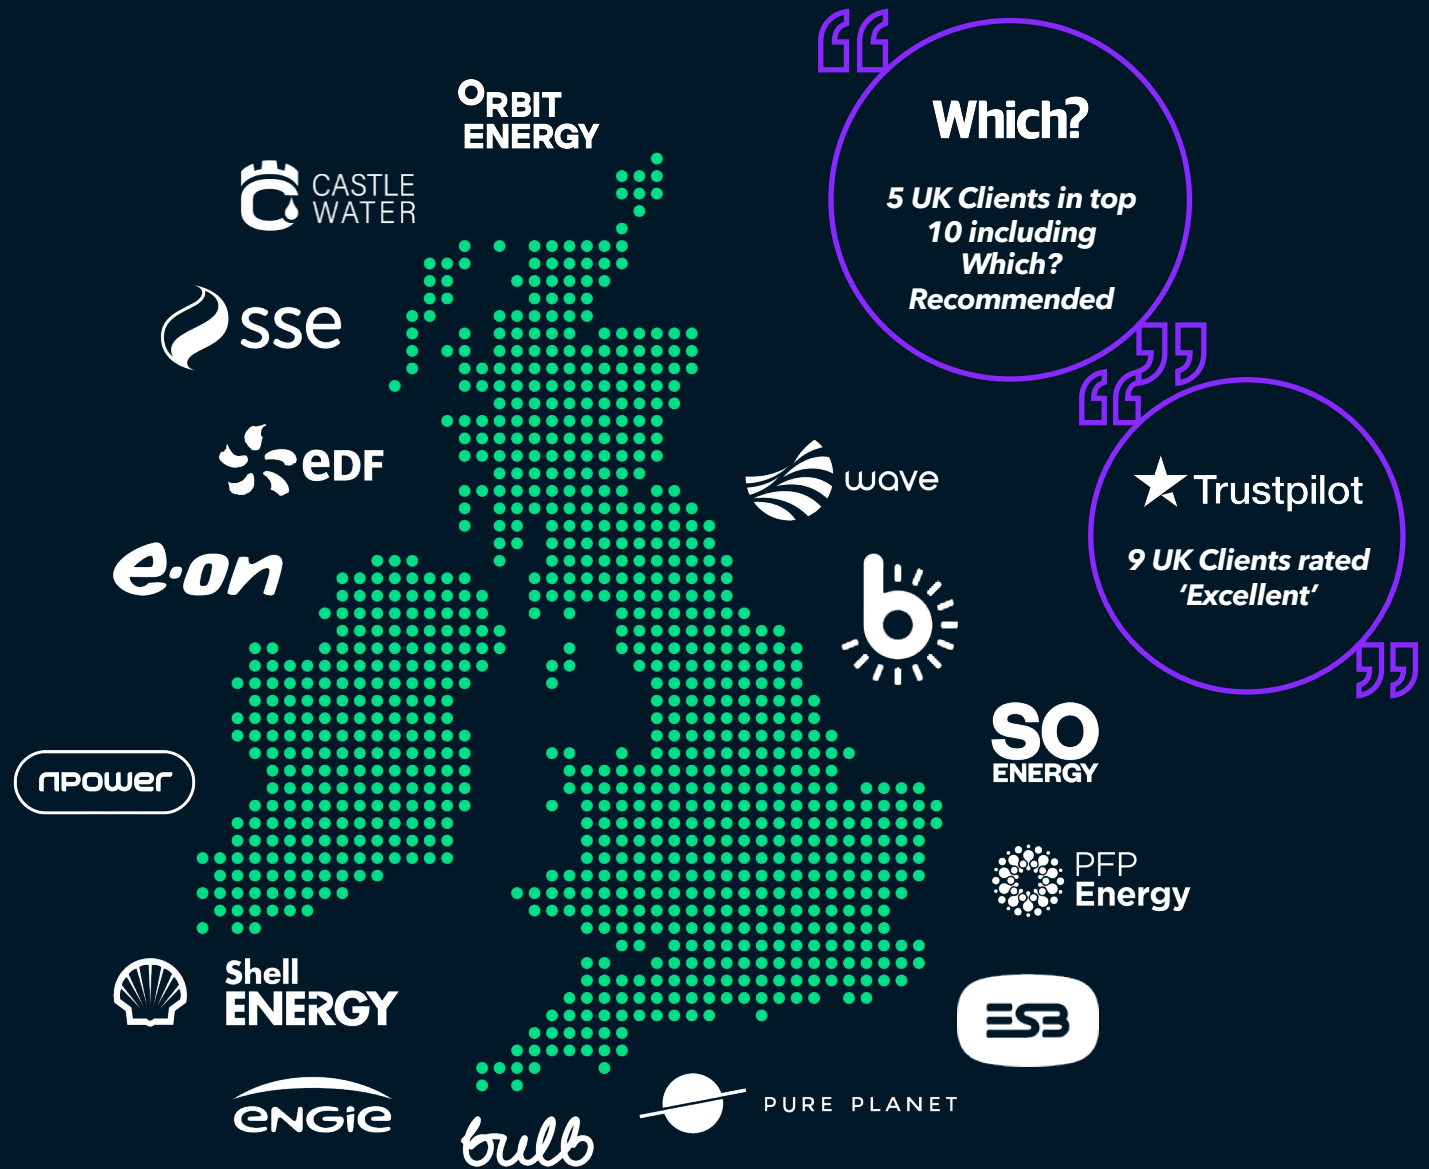 ORBIT
ENERGY
CASTLE
WATER
sse
eDF
e·on
npower
Shell
ENERGY
ENGIE
bulb
PURE PLANET
ESB
PFP
Energy
SO
ENERGY
b
wave
“
Which?
5 UK Clients in top
10 including
Which?
Recommended
”
“
Trustpilot
9 UK Clients rated
‘Excellent’
”